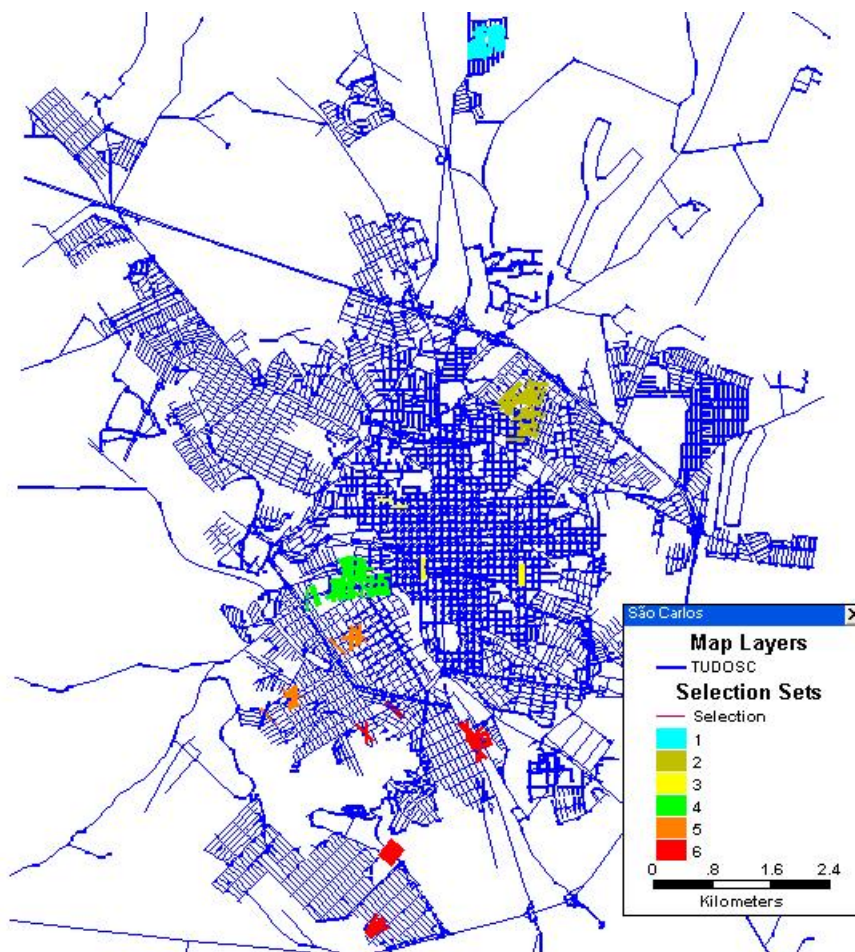 São Carlos
Map Layers
TUDOSC
Selection Sets
Selection
1
2
3
4
5
6
0 .8 1.6 2.4
Kilometers